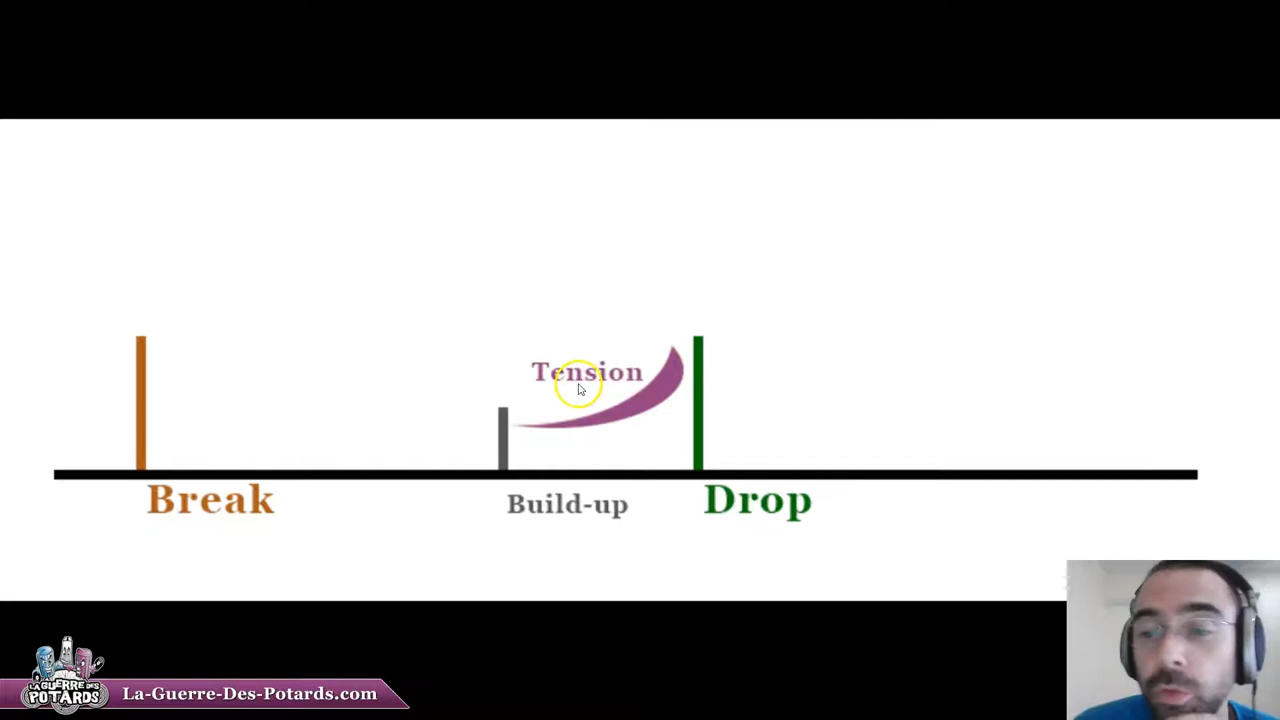 Tension
Break
Build-up
Drop
LA GUERRE DES
POTARDS
La-Guerre-Des-Potards.com